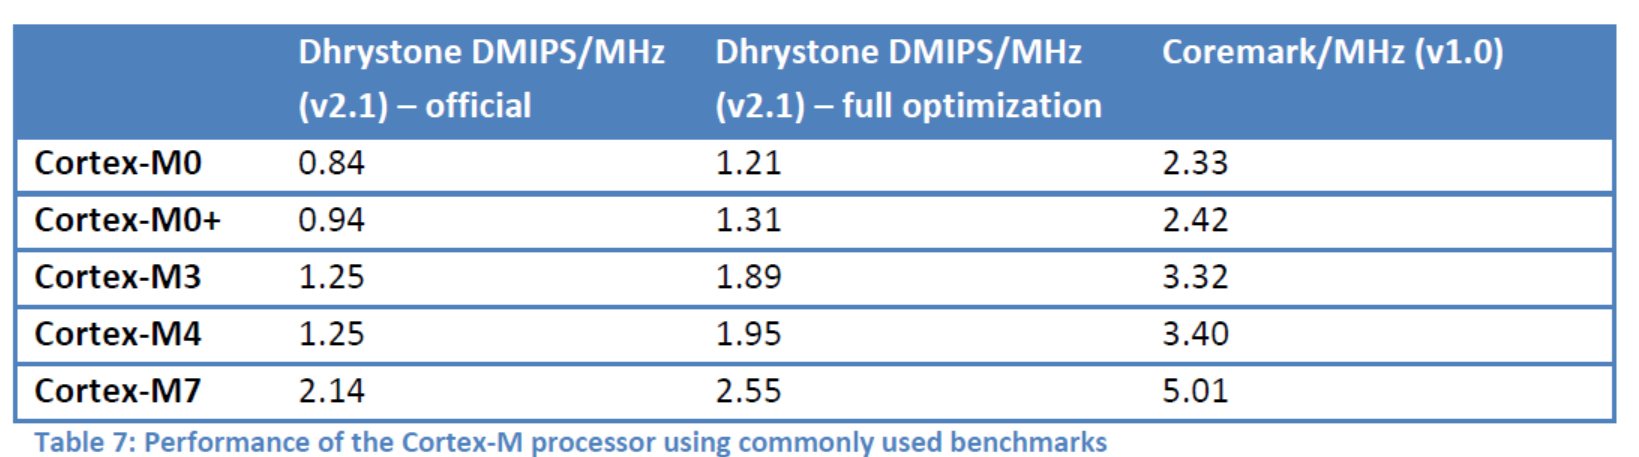 Dhrystone DMIPS/MHz (v2.1) – official Dhrystone DMIPS/MHz (v2.1) – full optimization Coremark/MHz (v1.0)
Cortex-M0 0.84 1.21 2.33
Cortex-M0+ 0.94 1.31 2.42
Cortex-M3 1.25 1.89 3.32
Cortex-M4 1.25 1.95 3.40
Cortex-M7 2.14 2.55 5.01
Table 7: Performance of the Cortex-M processor using commonly used benchmarks